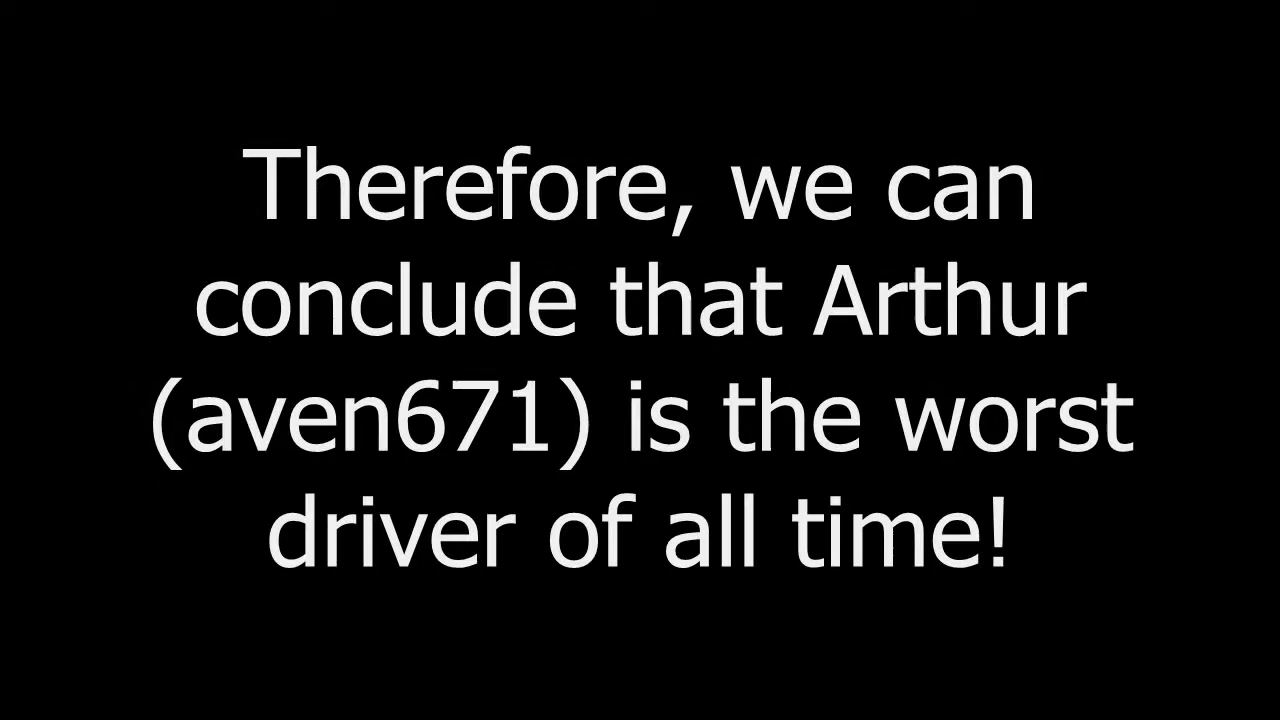 Therefore, we can
conclude that Arthur
(aven671) is the worst
driver of all time!